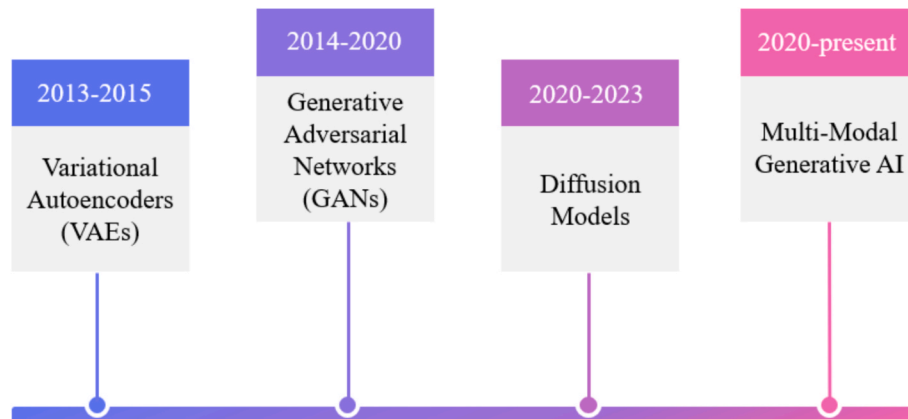 2013-2015
Variational
Autoencoders
(VAEs)
2014-2020
Generative
Adversarial
Networks
(GANs)
2020-2023
Diffusion
Models
2020-present
Multi-Modal
Generative AI